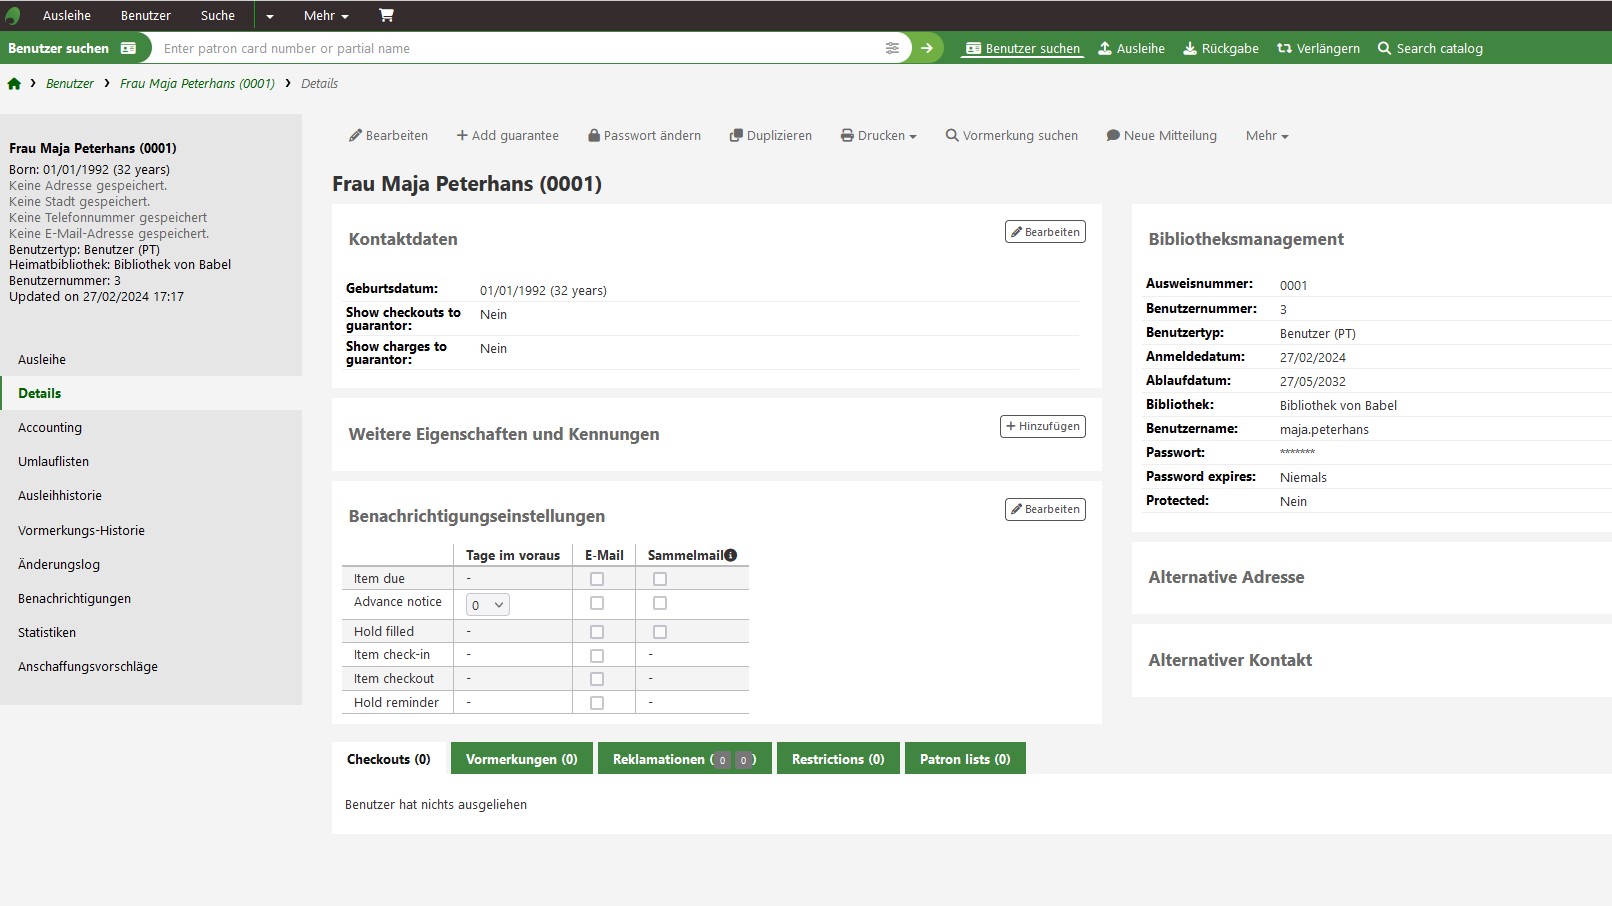 Ausleihe Benutzer Suche Mehr
Benutzer suchen Enter patron card number or partial name Benutzer suchen Ausleihe Rückgabe Verlängern Search catalog
Benutzer Frau Maja Peterhans (0001) Details
Frau Maja Peterhans (0001)
Born: 01/01/1992 (32 years)
Keine Adresse gespeichert.
Keine Stadt gespeichert.
Keine Telefonnummer gespeichert
Keine E-Mail-Adresse gespeichert.
Benutzertyp: Benutzer (PT)
Heimatbibliothek: Bibliothek von Babel
Benutzernummer: 3
Updated on 27/02/2024 17:17
Ausleihe
Details
Accounting
Umlauflisten
Ausleihhistorie
Vormerkungs-Historie
Änderungslog
Benachrichtigungen
Statistiken
Anschaffungsvorschläge
Bearbeiten + Add guarantee Passwort ändern Duplizieren Drucken Vormerkung suchen Neue Mitteilung Mehr
Frau Maja Peterhans (0001)
Kontaktdaten Bearbeiten
Geburtsdatum: 01/01/1992 (32 years)
Show checkouts to guarantor: Nein
Show charges to guarantor: Nein
Weitere Eigenschaften und Kennungen + Hinzufügen
Benachrichtigungseinstellungen Bearbeiten
Tage im voraus E-Mail Sammelmail
Item due -
Advance notice 0
Hold filled -
Item check-in - -
Item checkout - -
Hold reminder - -
Bibliotheksmanagement
Ausweisnummer: 0001
Benutzernummer: 3
Benutzertyp: Benutzer (PT)
Anmeldedatum: 27/02/2024
Ablaufdatum: 27/05/2032
Bibliothek: Bibliothek von Babel
Benutzername: maja.peterhans
Passwort: *******
Password expires: Niemals
Protected: Nein
Alternative Adresse
Alternativer Kontakt
Checkouts (0) Vormerkungen (0) Reklamationen (0 0) Restrictions (0) Patron lists (0)
Benutzer hat nichts ausgeliehen